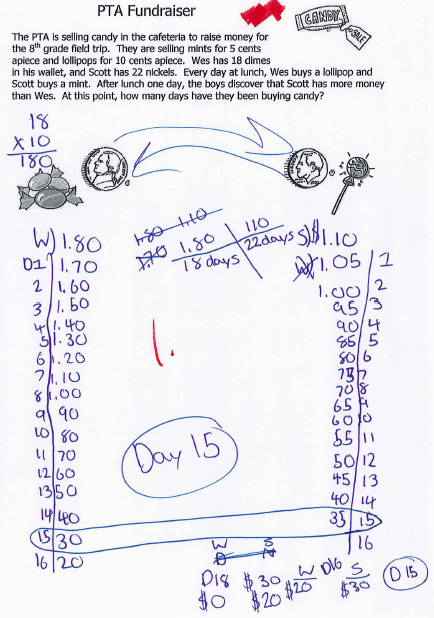 PTA Fundraiser
CANDY
SALE
The PTA is selling candy in the cafeteria to raise money for
the 8th grade field trip. They are selling mints for 5 cents
apiece and lollipops for 10 cents apiece. Wes has 18 dimes
in his wallet, and Scott has 22 nickels. Every day at lunch, Wes buys a lollipop and
Scott buys a mint. After lunch one day, the boys discover that Scott has more money
than Wes. At this point, how many days have they been buying candy?
18
x10
180
1.80 1.10
1.70
1.80 | 110
18 days | 22 days
W) 1.80
D1 1.70
2 1.60
3 1.50
4 1.40
5 1.30
6 1.20
7 1.10
8 1.00
9 90
10 80
11 70
12 60
13 50
14 40
15 30
16 20
1.
Day 15
S) $1.10
1.05 1
1.00 2
95 3
90 4
85 5
80 6
75 7
70 8
65 9
60 10
55 11
50 12
45 13
40 14
35 15
16
W S
D N
D18 $30 W D16 S
$0 $20 $20 $30
D15